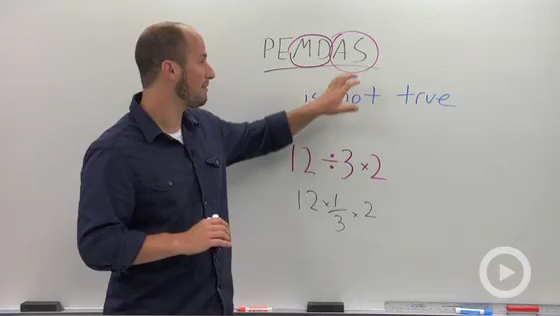 PEMDAS
is not true
12 ÷ 3 × 2
12 × 1/3 × 2